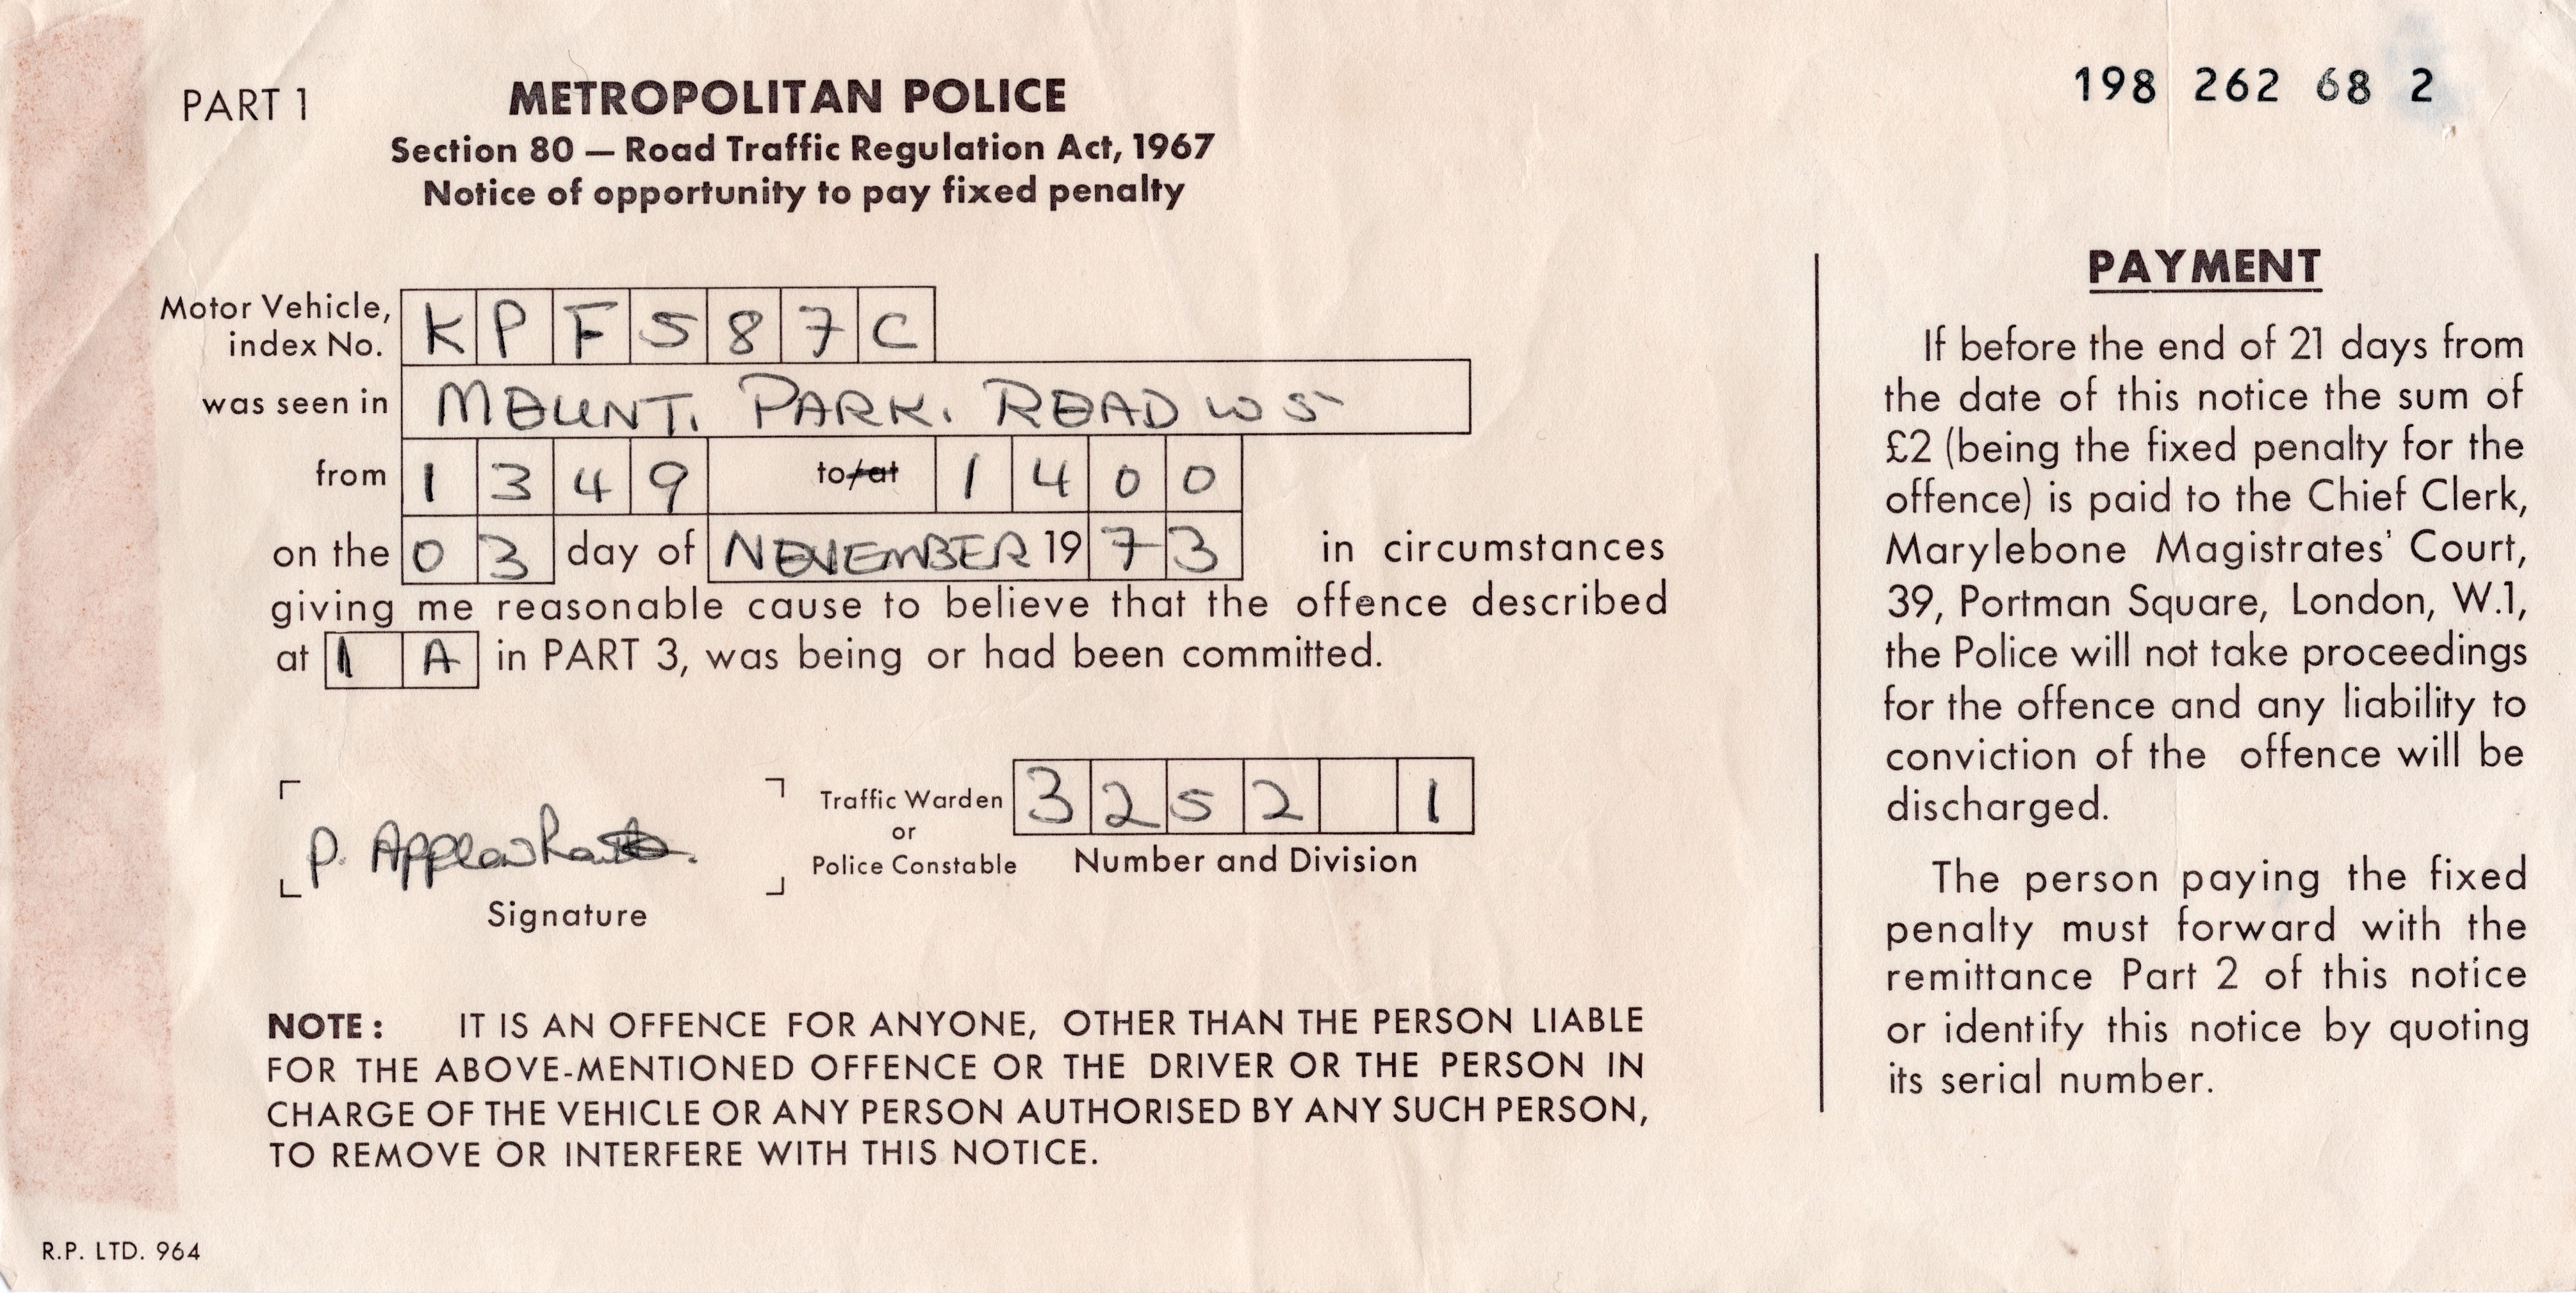 PART 1
METROPOLITAN POLICE
198 262 68 2
Section 80 — Road Traffic Regulation Act, 1967
Notice of opportunity to pay fixed penalty
Motor Vehicle,
index No.
KPF587C
was seen in MOUNT. PARK. ROAD W5
from 1349 to/at 1400
on the 03 day of NOVEMBER 1973 in circumstances
giving me reasonable cause to believe that the offence described
at 1 A in PART 3, was being or had been committed.
P.
Signature
Traffic Warden
or
Police Constable
3252 1
Number and Division
NOTE: IT IS AN OFFENCE FOR ANYONE, OTHER THAN THE PERSON LIABLE
FOR THE ABOVE-MENTIONED OFFENCE OR THE DRIVER OR THE PERSON IN
CHARGE OF THE VEHICLE OR ANY PERSON AUTHORISED BY ANY SUCH PERSON,
TO REMOVE OR INTERFERE WITH THIS NOTICE.
R.P. LTD. 964
PAYMENT
If before the end of 21 days from
the date of this notice the sum of
£2 (being the fixed penalty for the
offence) is paid to the Chief Clerk,
Marylebone Magistrates' Court,
39, Portman Square, London, W.1,
the Police will not take proceedings
for the offence and any liability to
conviction of the offence will be
discharged.
The person paying the fixed
penalty must forward with the
remittance Part 2 of this notice
or identify this notice by quoting
its serial number.